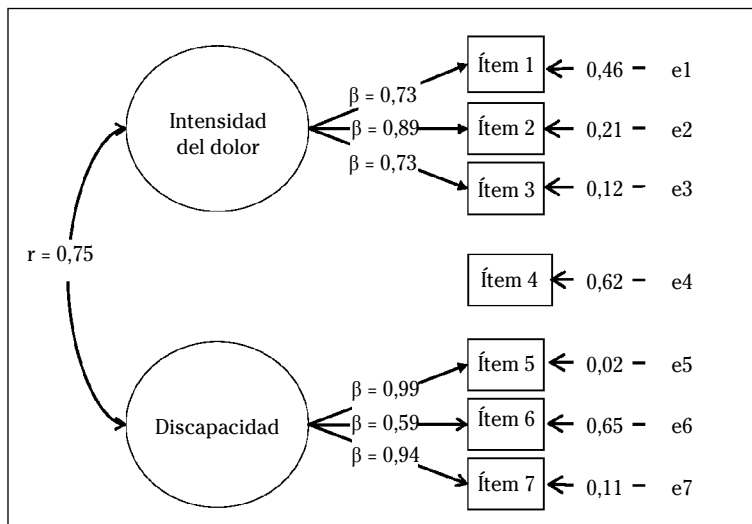 Ítem 1
0,46
e1
β = 0,73
Intensidad
del dolor
β = 0,89
Ítem 2
0,21
e2
β = 0,73
Ítem 3
0,12
e3
r = 0,75
Ítem 4
0,62
e4
Ítem 5
0,02
e5
β = 0,99
Discapacidad
β = 0,59
Ítem 6
0,65
e6
β = 0,94
Ítem 7
0,11
e7